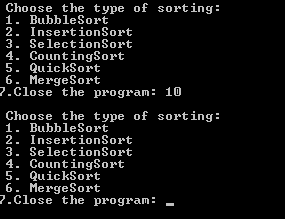 Choose the type of sorting:
1. BubbleSort
2. InsertionSort
3. SelectionSort
4. CountingSort
5. QuickSort
6. MergeSort
7.Close the program: 10
Choose the type of sorting:
1. BubbleSort
2. InsertionSort
3. SelectionSort
4. CountingSort
5. QuickSort
6. MergeSort
7.Close the program: _